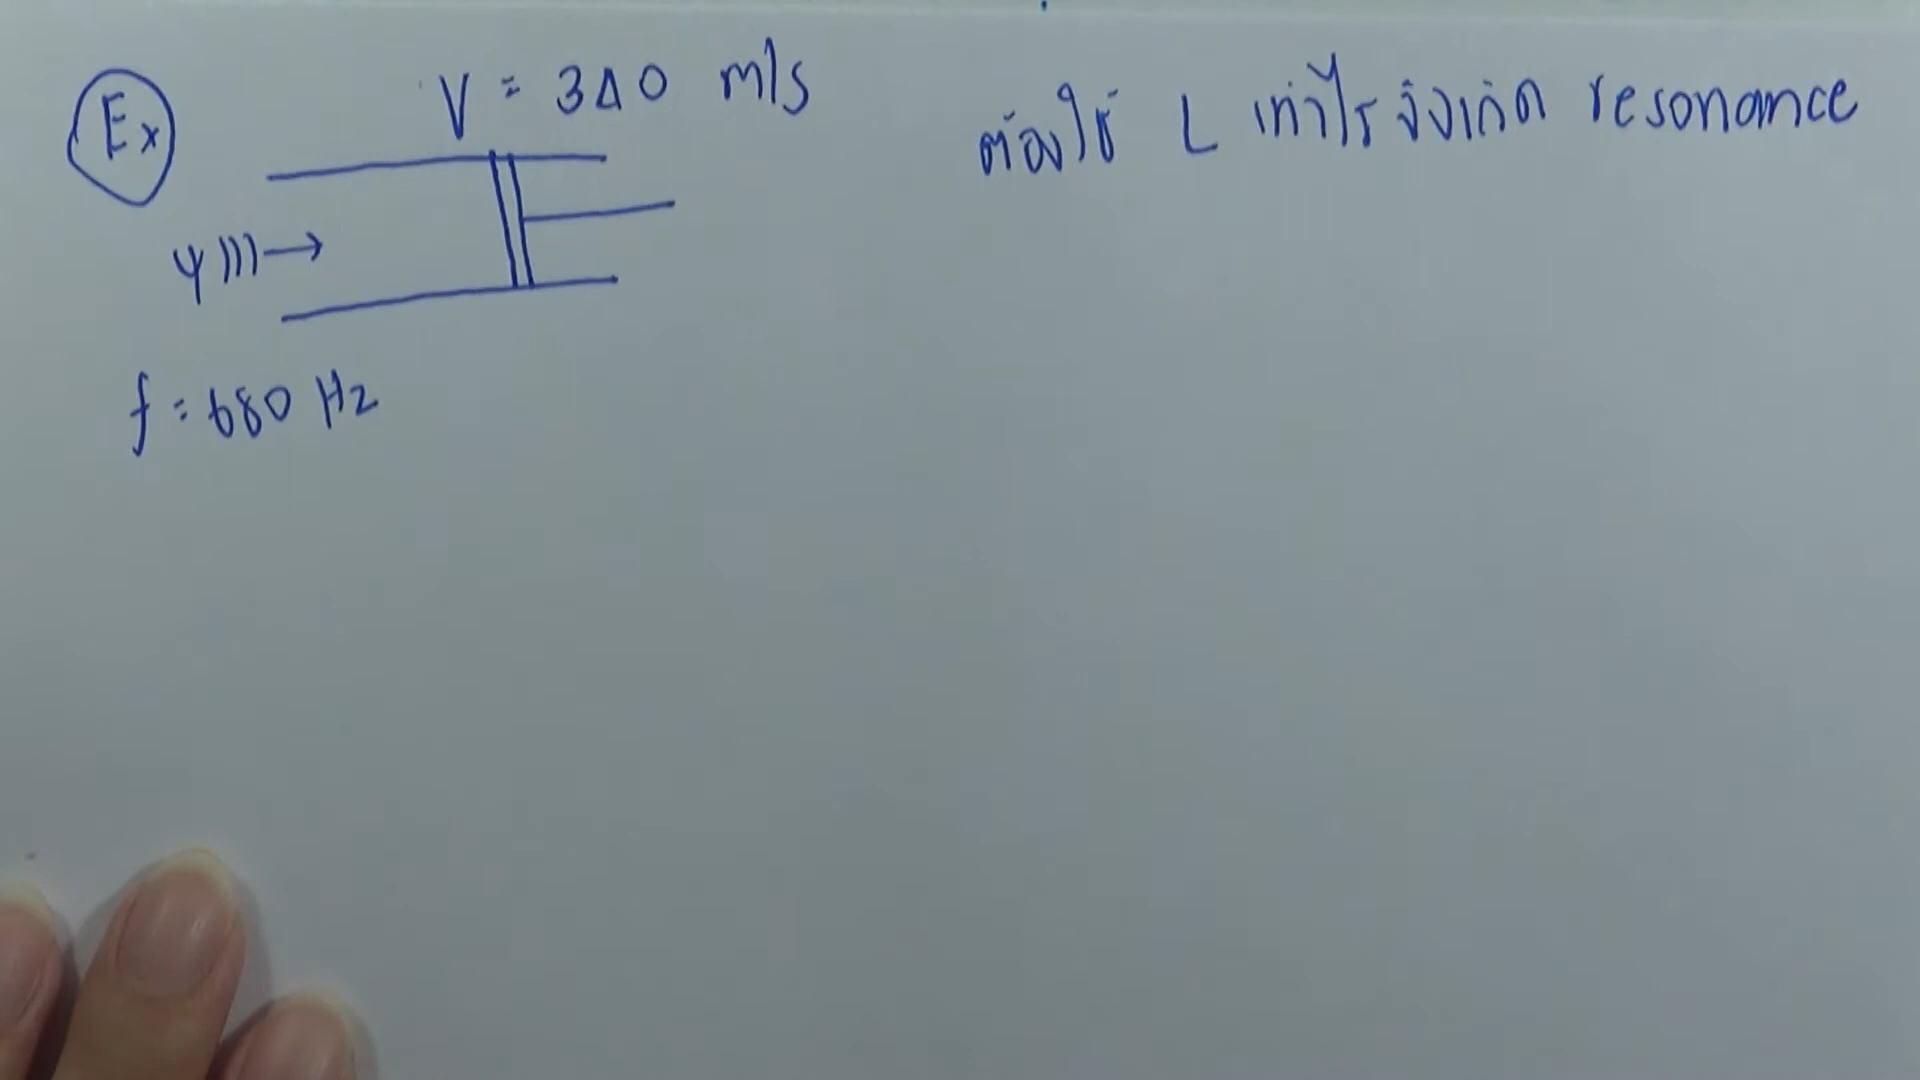 Ex
V = 340 m/s
ต้องใช้ L เท่าไรจึงเกิด resonance
f = 680 Hz